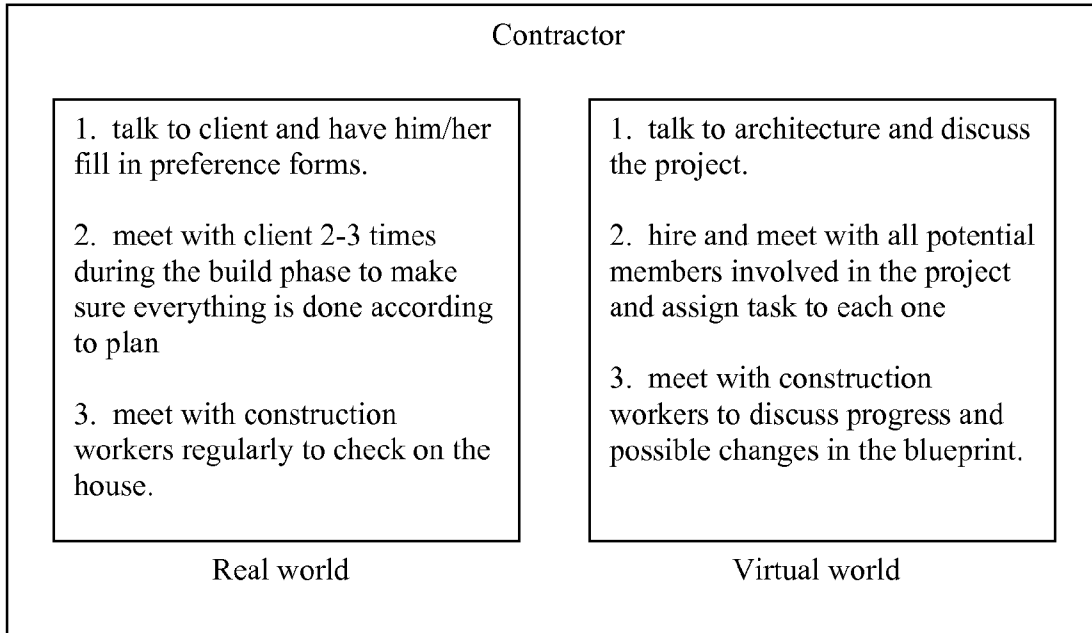 Contractor
1. talk to client and have him/her
fill in preference forms.
2. meet with client 2-3 times
during the build phase to make
sure everything is done according
to plan
3. meet with construction
workers regularly to check on the
house.
Real world
1. talk to architecture and discuss
the project.
2. hire and meet with all potential
members involved in the project
and assign task to each one
3. meet with construction
workers to discuss progress and
possible changes in the blueprint.
Virtual world